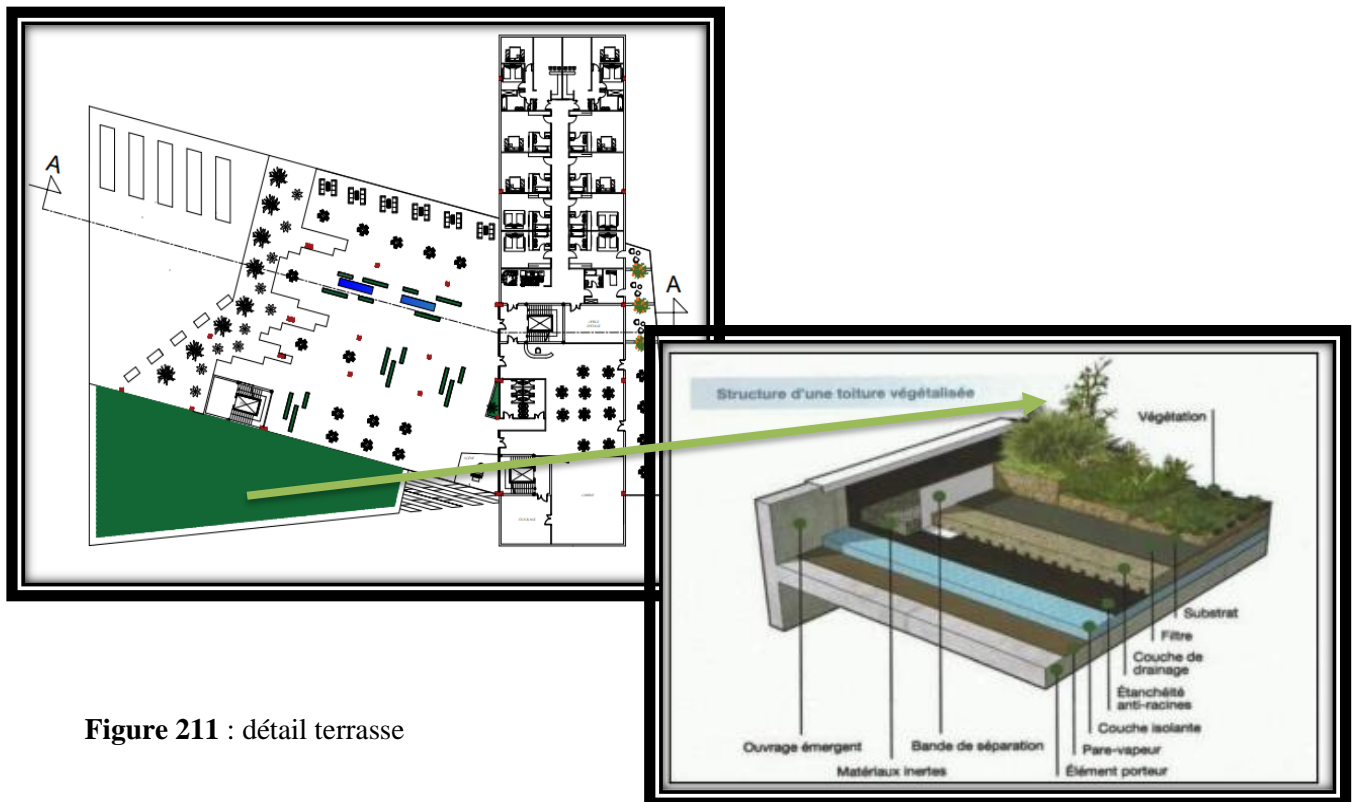 A
A
Structure d'une toiture végétalisée
Végétation
Substrat
Filtre
Couche de
drainage
Étanchéité
anti-racines
Couche isolante
Pare-vapeur
Élément porteur
Bande de séparation
Matériaux inertes
Ouvrage émergent
Figure 211 : détail terrasse